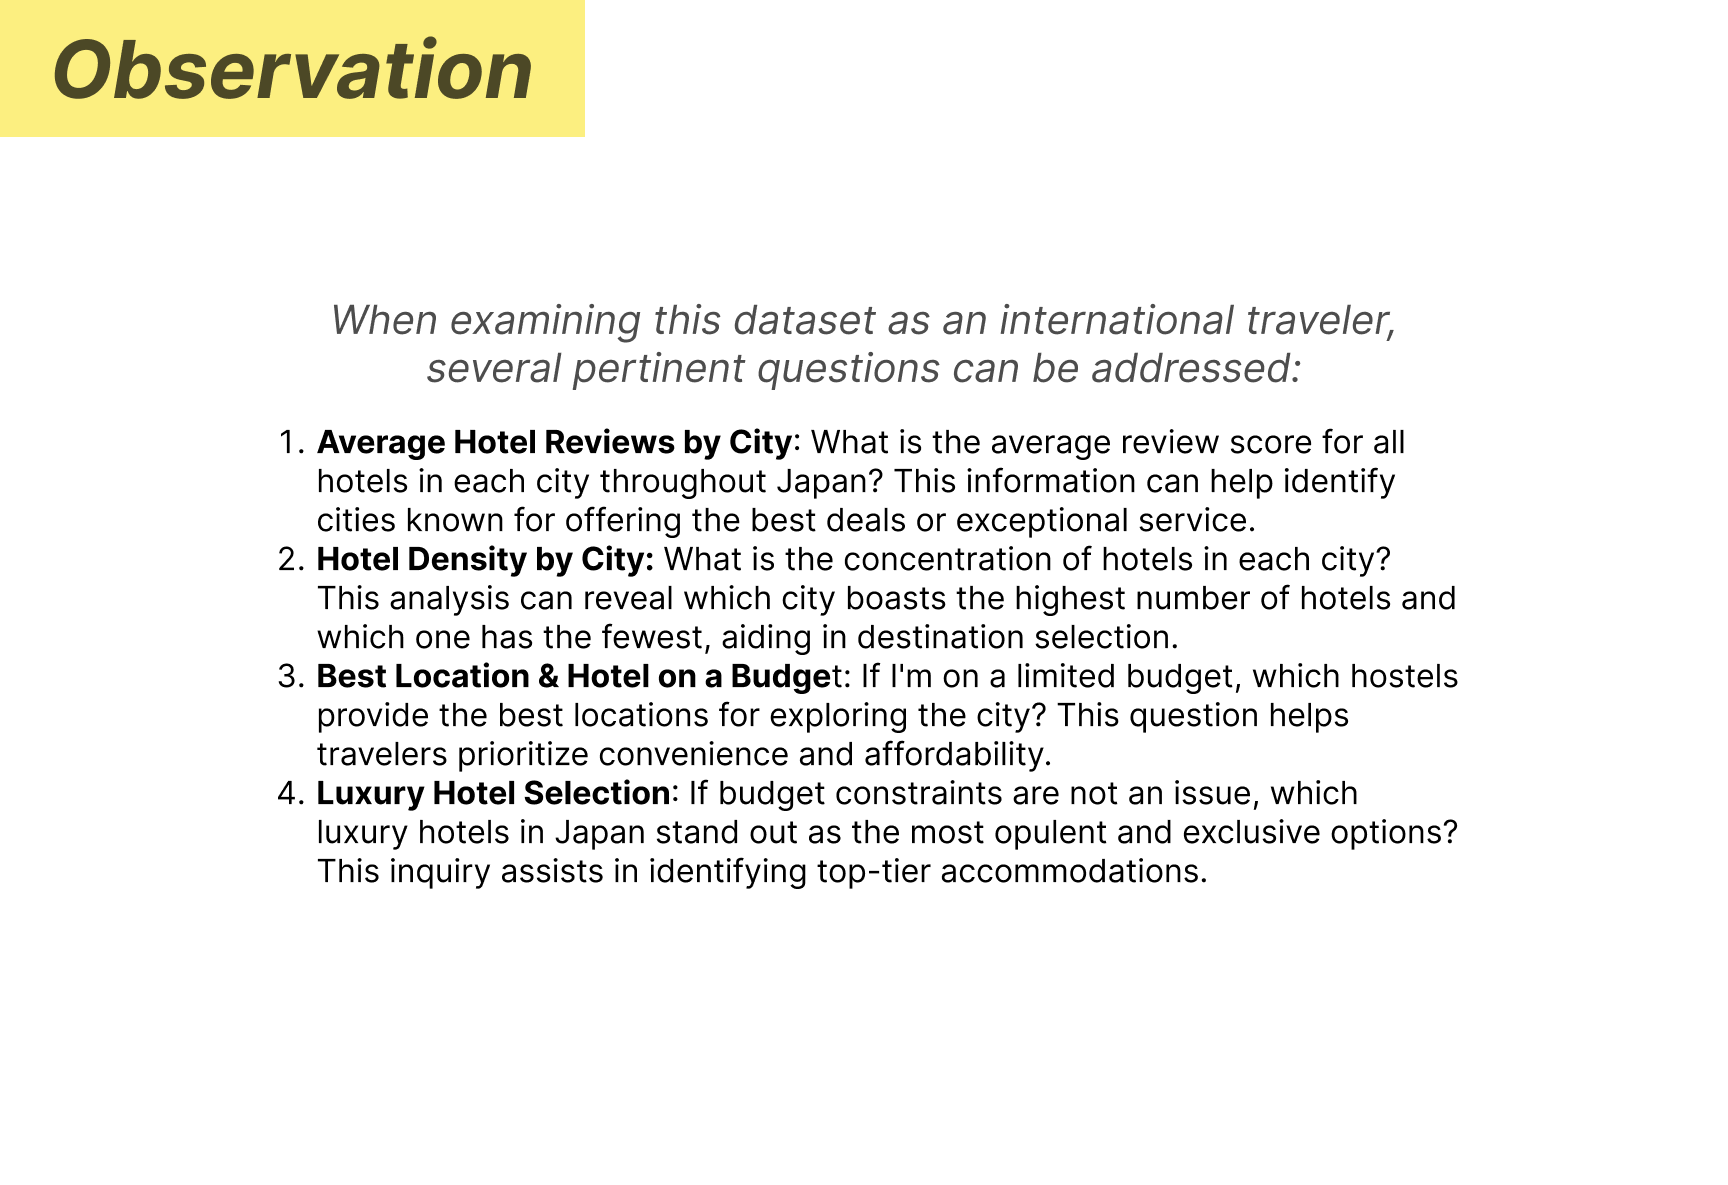 Observation
When examining this dataset as an international traveler,
several pertinent questions can be addressed:
1. Average Hotel Reviews by City: What is the average review score for all
hotels in each city throughout Japan? This information can help identify
cities known for offering the best deals or exceptional service.
2. Hotel Density by City: What is the concentration of hotels in each city?
This analysis can reveal which city boasts the highest number of hotels and
which one has the fewest, aiding in destination selection.
3. Best Location & Hotel on a Budget: If I'm on a limited budget, which hostels
provide the best locations for exploring the city? This question helps
travelers prioritize convenience and affordability.
4. Luxury Hotel Selection: If budget constraints are not an issue, which
luxury hotels in Japan stand out as the most opulent and exclusive options?
This inquiry assists in identifying top-tier accommodations.